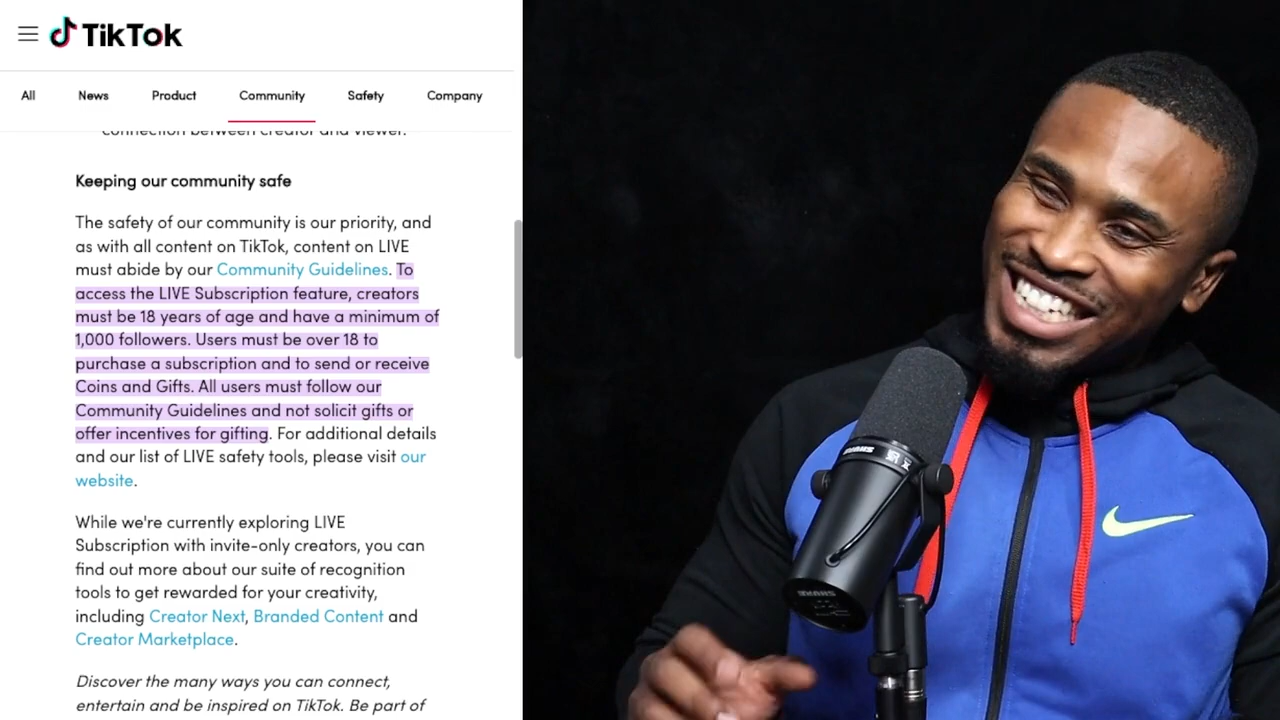 TikTok
All News Product Community Safety Company
connection between creator and viewer.
Keeping our community safe
The safety of our community is our priority, and
as with all content on TikTok, content on LIVE
must abide by our Community Guidelines. To
access the LIVE Subscription feature, creators
must be 18 years of age and have a minimum of
1,000 followers. Users must be over 18 to
purchase a subscription and to send or receive
Coins and Gifts. All users must follow our
Community Guidelines and not solicit gifts or
offer incentives for gifting. For additional details
and our list of LIVE safety tools, please visit our
website.
While we're currently exploring LIVE
Subscription with invite-only creators, you can
find out more about our suite of recognition
tools to get rewarded for your creativity,
including Creator Next, Branded Content and
Creator Marketplace.
Discover the many ways you can connect,
entertain and be inspired on TikTok. Be part of
SHURE